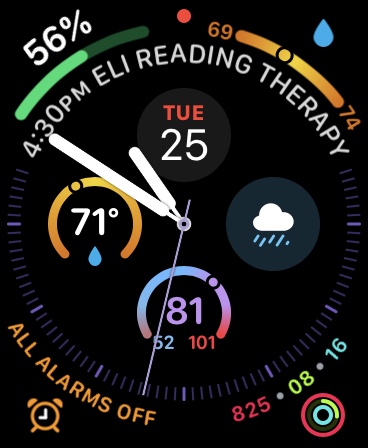 56%
69
74
4:30PM ELI READING THERAPY
TUE
25
71°
81
52 101
ALL ALARMS OFF
825 • 08 • 16